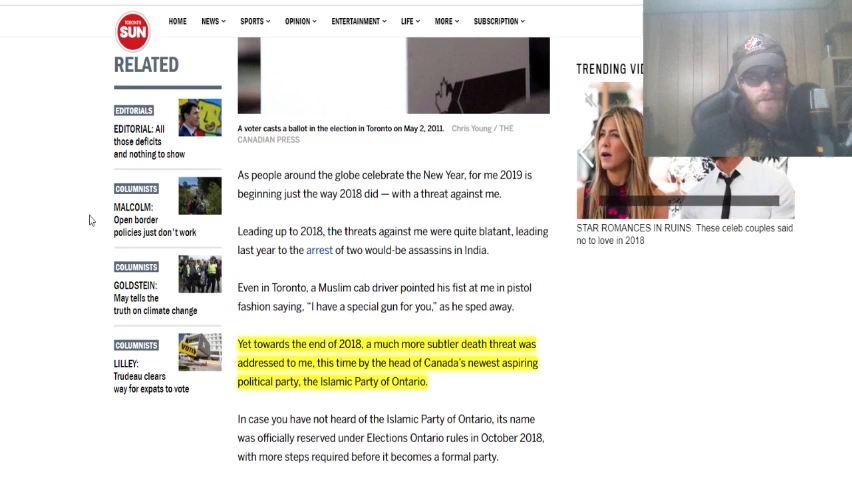 TORONTO
SUN
HOME NEWS SPORTS OPINION ENTERTAINMENT LIFE MORE SUBSCRIPTION
RELATED
EDITORIALS
EDITORIAL: All
those deficits
and nothing to show
COLUMNISTS
MALCOLM:
Open border
policies just don't work
COLUMNISTS
GOLDSTEIN:
May tells the
truth on climate change
COLUMNISTS
LILLEY:
Trudeau clears
way for expats to vote
A voter casts a ballot in the election in Toronto on May 2, 2011. Chris Young / THE
CANADIAN PRESS
As people around the globe celebrate the New Year, for me 2019 is
beginning just the way 2018 did — with a threat against me.
Leading up to 2018, the threats against me were quite blatant, leading
last year to the arrest of two would-be assassins in India.
Even in Toronto, a Muslim cab driver pointed his fist at me in pistol
fashion saying, “I have a special gun for you,” as he sped away.
Yet towards the end of 2018, a much more subtler death threat was
addressed to me, this time by the head of Canada’s newest aspiring
political party, the Islamic Party of Ontario.
In case you have not heard of the Islamic Party of Ontario, its name
was officially reserved under Elections Ontario rules in October 2018,
with more steps required before it becomes a formal party.
TRENDING VI
STAR ROMANCES IN RUINS: These celeb couples said
no to love in 2018